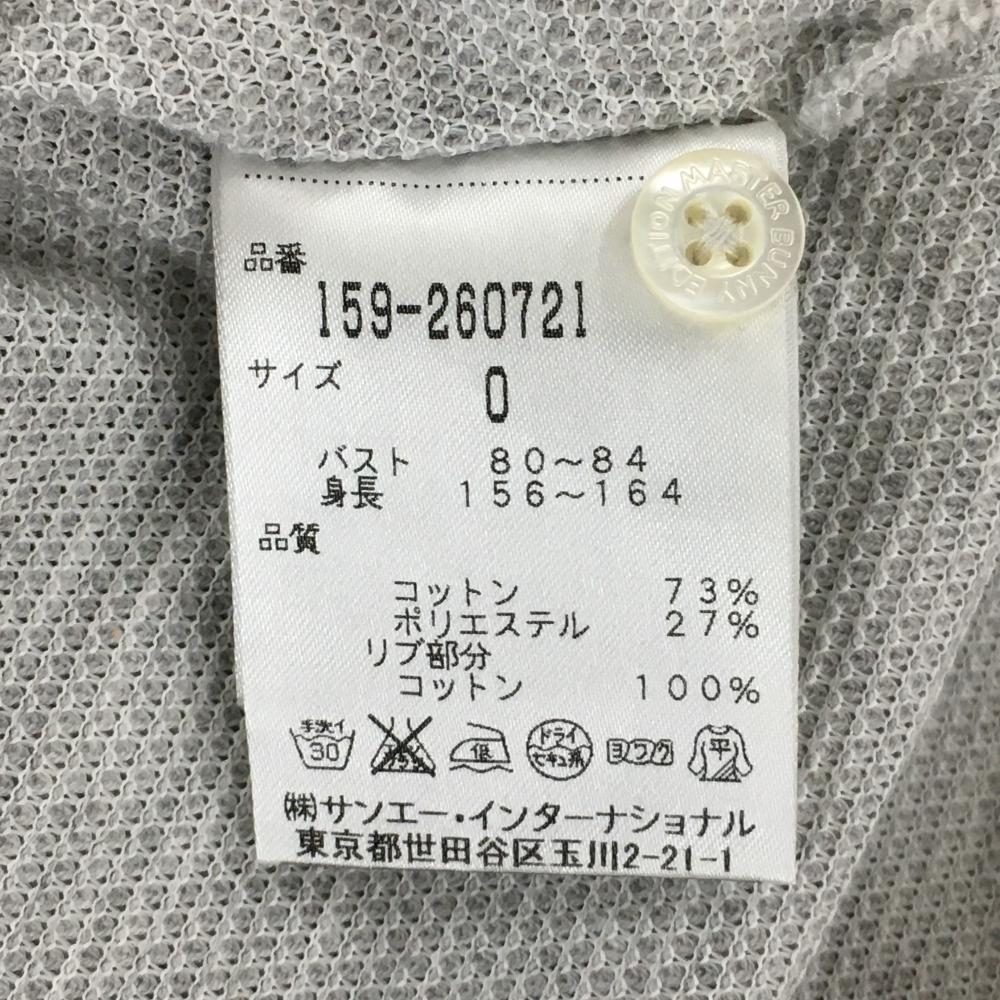 MASTER BUNNY EDITION
品番
159-260721
サイズ
0
バスト 80~84
身長 156~164
品質
コットン 73%
ポリエステル 27%
リブ部分
コットン 100%
手洗イ 30 低 ドライ セキユ系 ヨワク 平
㈱サンエー・インターナショナル
東京都世田谷区玉川2-21-1